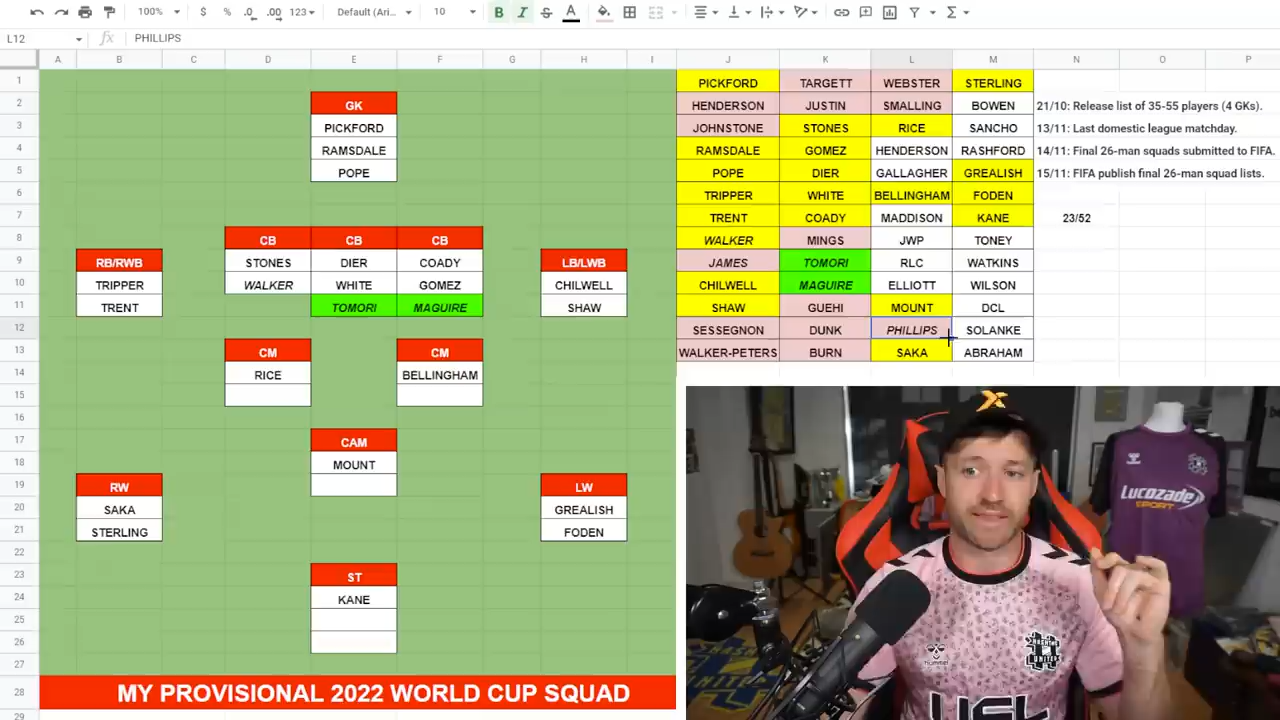 100% $ % .0 .00 123 Default (Ari... 10 B I S A
L12 fx PHILLIPS
A B C D E F G H I J K L M N O P
1 PICKFORD TARGETT WEBSTER STERLING
2 GK HENDERSON JUSTIN SMALLING BOWEN 21/10: Release list of 35-55 players (4 GKs).
3 PICKFORD JOHNSTONE STONES RICE SANCHO 13/11: Last domestic league matchday.
4 RAMSDALE RAMSDALE GOMEZ HENDERSON RASHFORD 14/11: Final 26-man squads submitted to FIFA.
5 POPE POPE DIER GALLAGHER GREALISH 15/11: FIFA publish final 26-man squad lists.
6 TRIPPER WHITE BELLINGHAM FODEN
7 TRENT COADY MADDISON KANE 23/52
8 CB CB CB WALKER MINGS JWP TONEY
9 RB/RWB STONES DIER COADY LB/LWB JAMES TOMORI RLC WATKINS
10 TRIPPER WALKER WHITE GOMEZ CHILWELL CHILWELL MAGUIRE ELLIOTT WILSON
11 TRENT TOMORI MAGUIRE SHAW SHAW GUEHI MOUNT DCL
12 SESSEGNON DUNK PHILLIPS SOLANKE
13 CM CM WALKER-PETERS BURN SAKA ABRAHAM
14 RICE BELLINGHAM
15
16
17 CAM
18 MOUNT
19 RW LW
20 SAKA GREALISH
21 STERLING FODEN
22
23 ST
24 KANE
25
26
27
28 MY PROVISIONAL 2022 WORLD CUP SQUAD
29
Lucozade
SPORT
hummel
HASHTAG
UNITED